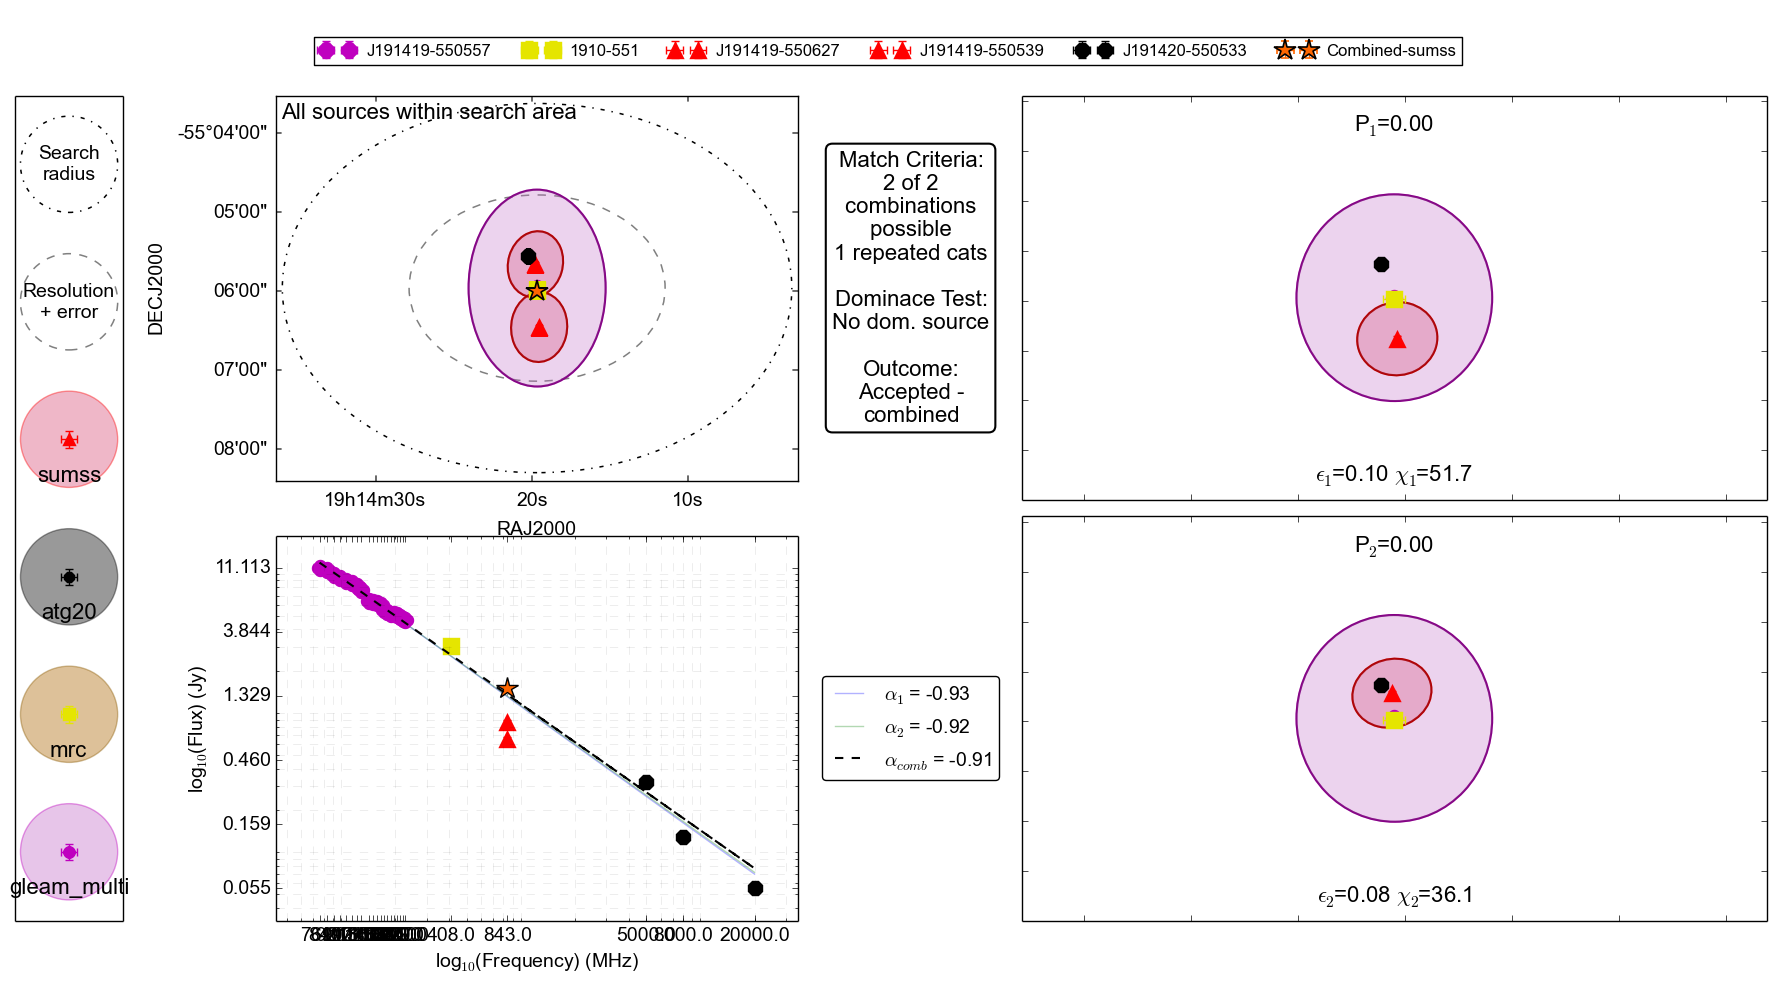 J191419-550557 1910-551 J191419-550627 J191419-550539 J191420-550533 Combined-sumss
Search
radius
Resolution
+ error
sumss
atg20
mrc
gleam_multi
All sources within search area
DECJ2000
-55°04'00"
05'00"
06'00"
07'00"
08'00"
19h14m30s 20s 10s
RAJ2000
Match Criteria:
2 of 2
combinations
possible
1 repeated cats
Dominace Test:
No dom. source
Outcome:
Accepted -
combined
P1=0.00
ϵ1=0.10 χ1=51.7
log10(Flux) (Jy)
11.113
3.844
1.329
0.460
0.159
0.055
408.0 843.0 5000.0 8000.0 20000.0
log10(Frequency) (MHz)
α1 = -0.93
α2 = -0.92
αcomb = -0.91
P2=0.00
ϵ2=0.08 χ2=36.1